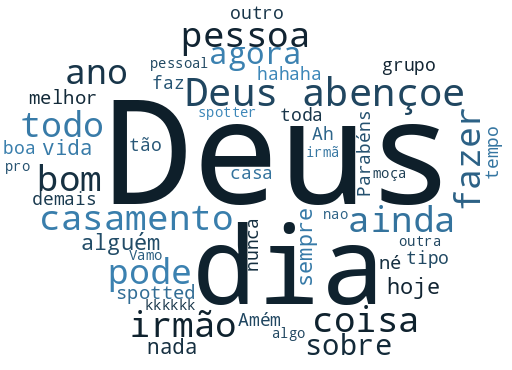 outro
pessoa
pessoal
agora
ano
faz
hahaha
grupo
melhor
Deus
abençoe
spotter
todo
Deus
toda
Ah
Parabéns
fazer
tempo
boa
vida
tão
irmã
pro
bom
casa
moça
demais
casamento
nunca
sempre
nao
ainda
alguém
dia
outra
Vamo
pode
né
tipo
spotted
hoje
kkkkkk
irmão
Amém
coisa
algo
nada
sobre